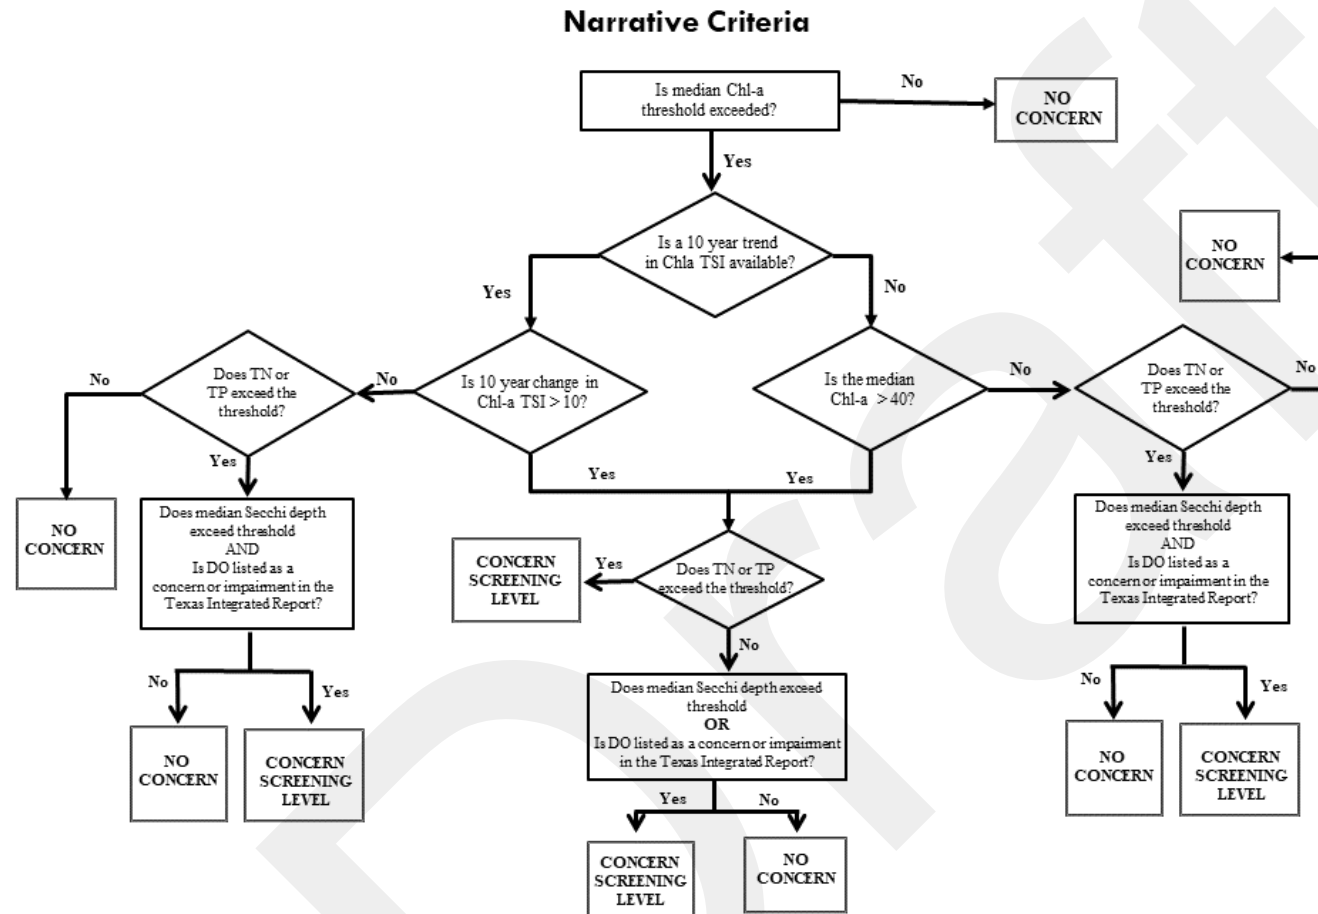 Narrative Criteria
Is median Chl-a
threshold exceeded?
No
NO
CONCERN
Yes
Is a 10 year trend
in Chla TSI available?
NO
CONCERN
Yes
No
Does TN or
TP exceed the
threshold?
No
Is 10 year change in
Chl-a TSI > 10?
No
Is the median
Chl-a > 40?
No
Does TN or
TP exceed the
threshold?
No
Yes
Yes
Yes
Yes
NO
CONCERN
Does median Secchi depth
exceed threshold
AND
Is DO listed as a
concern or impairment in the
Texas Integrated Report?
CONCERN
SCREENING
LEVEL
Yes
Does TN or TP
exceed the threshold?
Does median Secchi depth
exceed threshold
AND
Is DO listed as a
concern or impairment in the
Texas Integrated Report?
No
No
Yes
Does median Secchi depth exceed
threshold
OR
Is DO listed as a concern or impairment
in the Texas Integrated Report?
No
Yes
NO
CONCERN
CONCERN
SCREENING
LEVEL
NO
CONCERN
CONCERN
SCREENING
LEVEL
Yes
No
CONCERN
SCREENING
LEVEL
NO
CONCERN
Draft